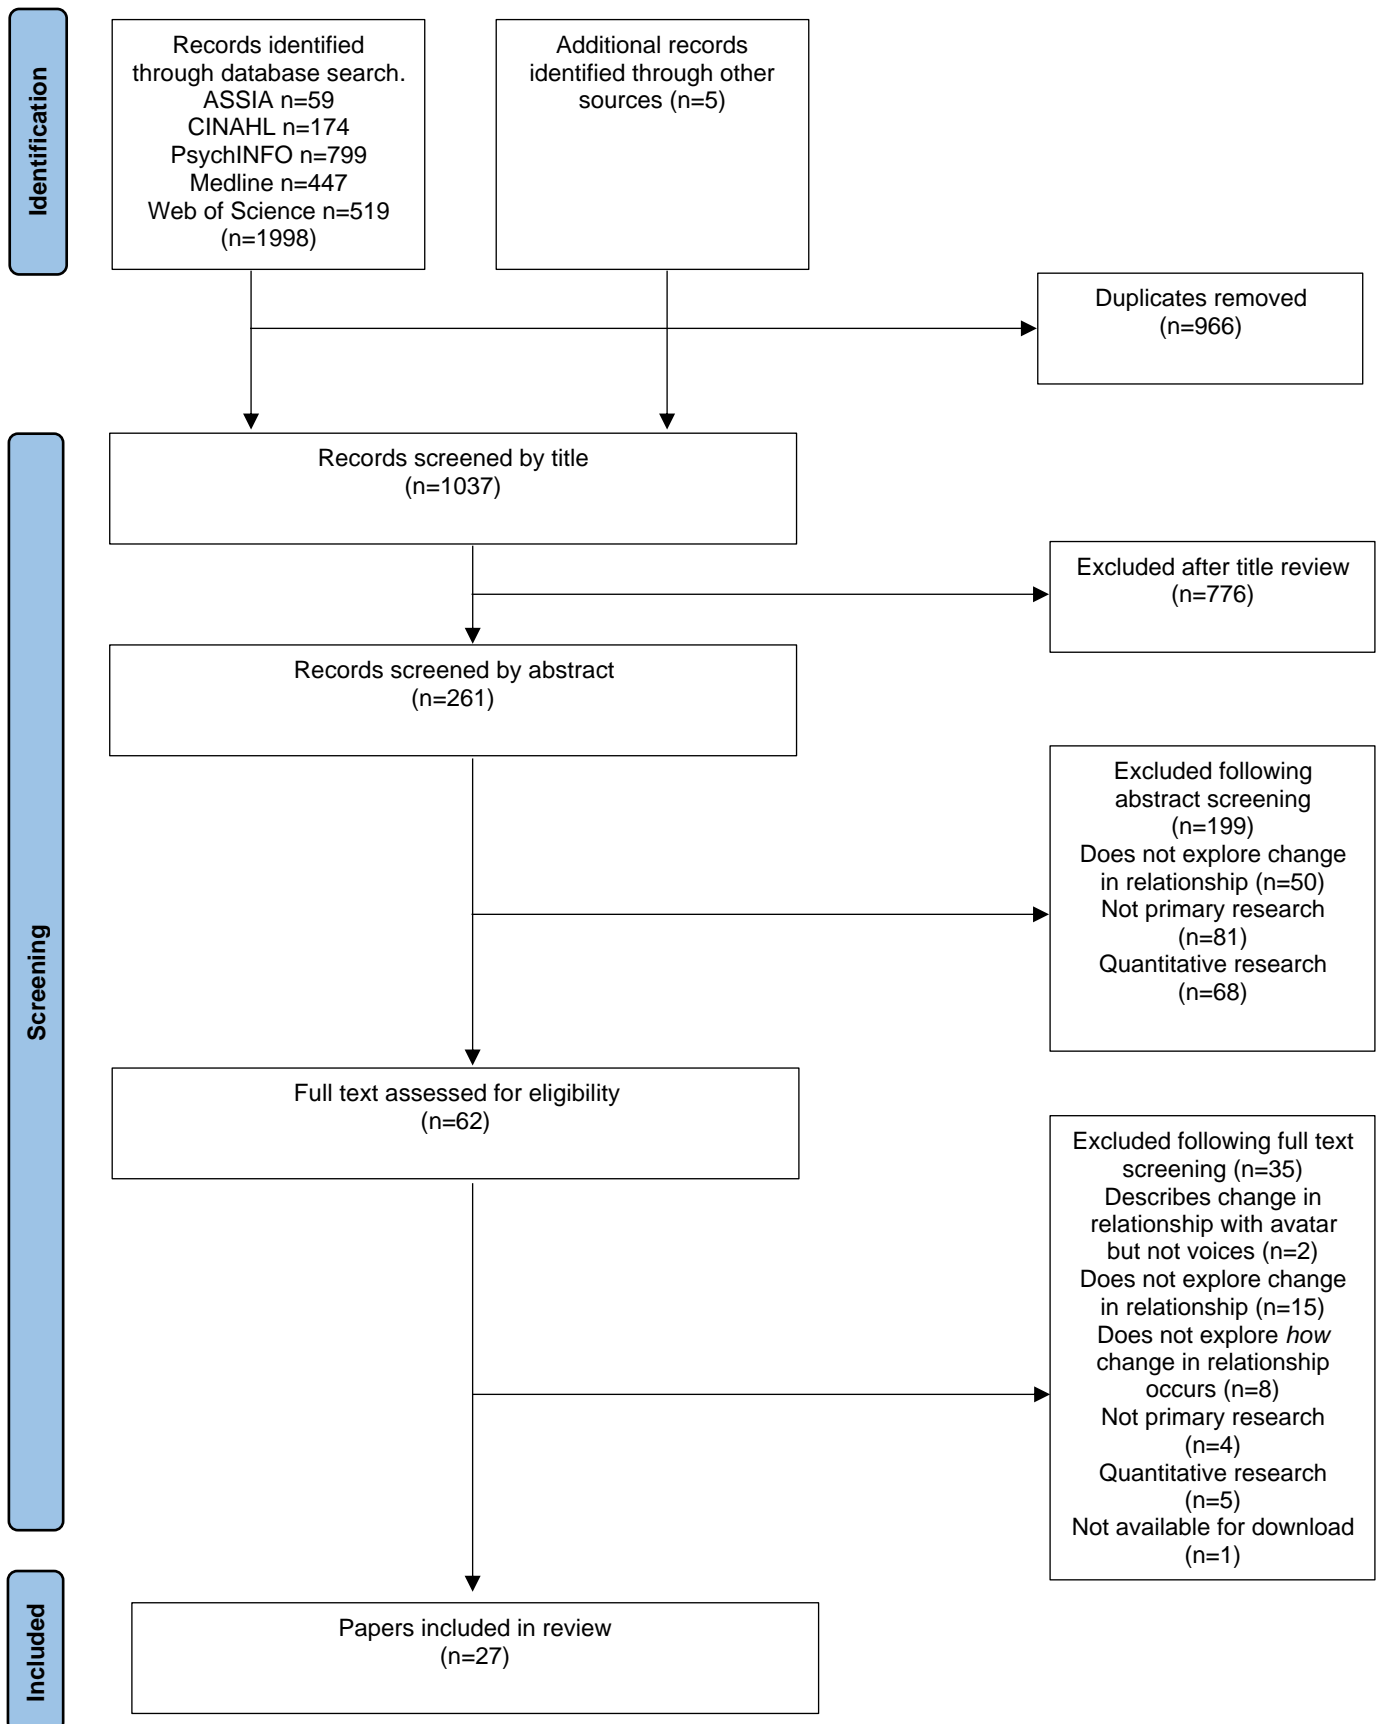 Identification
Records identified
through database search.
ASSIA n=59
CINAHL n=174
PsychINFO n=799
Medline n=447
Web of Science n=519
(n=1998)
Additional records
identified through other
sources (n=5)
Duplicates removed
(n=966)
Screening
Records screened by title
(n=1037)
Excluded after title review
(n=776)
Records screened by abstract
(n=261)
Excluded following
abstract screening
(n=199)
Does not explore change
in relationship (n=50)
Not primary research
(n=81)
Quantitative research
(n=68)
Full text assessed for eligibility
(n=62)
Excluded following full text
screening (n=35)
Describes change in
relationship with avatar
but not voices (n=2)
Does not explore change
in relationship (n=15)
Does not explore how
change in relationship
occurs (n=8)
Not primary research
(n=4)
Quantitative research
(n=5)
Not available for download
(n=1)
Included
Papers included in review
(n=27)